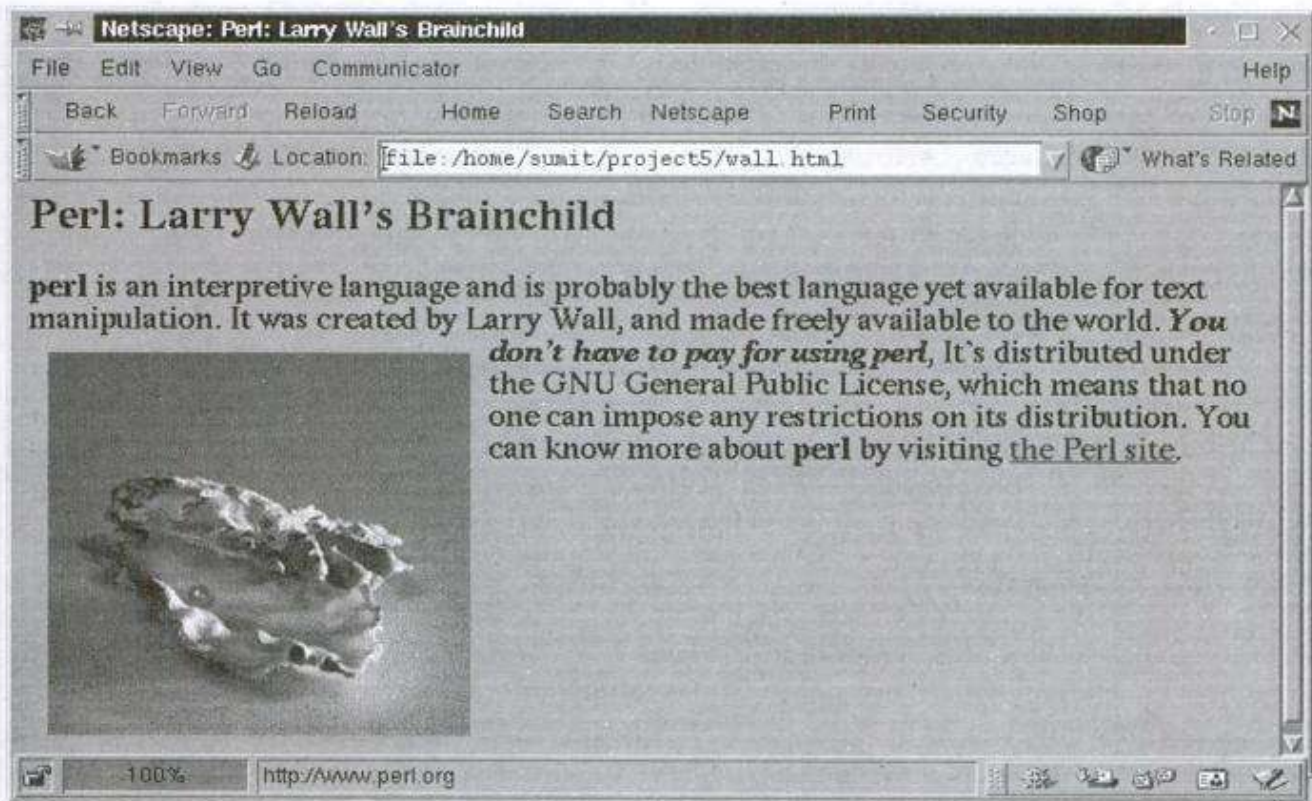 Netscape: Perl: Larry Wall's Brainchild
File Edit View Go Communicator Help
Back Forward Reload Home Search Netscape Print Security Shop Stop N
Bookmarks Location: file:/home/sumit/project5/wall.html What's Related
Perl: Larry Wall's Brainchild
perl is an interpretive language and is probably the best language yet available for text
manipulation. It was created by Larry Wall, and made freely available to the world. You
don't have to pay for using perl, It`s distributed under
the GNU General Public License, which means that no
one can impose any restrictions on its distribution. You
can know more about perl by visiting the Perl site.
100% http://www.perl.org